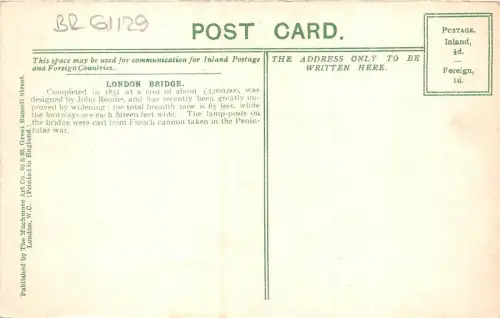 BR G1129
POST CARD.
This space may be used for communication for Inland Postage
and Foreign Countries.
THE ADDRESS ONLY TO BE
WRITTEN HERE.
POSTAGE.
Inland,
½d.
—
Foreign,
1d.
LONDON BRIDGE.
Completed in 1831 at a cost of about £2,000,000, was
designed by John Rennie, and has recently been greatly im-
proved by widening: the total breadth now is 65 feet, while
the footways are each fifteen feet wide. The lamp-posts on
the bridge were cast from French cannon taken in the Penin-
sular war.
Published by The Muchmore Art Co., Great Russell Street,
London, W.C. (Printed in England.)